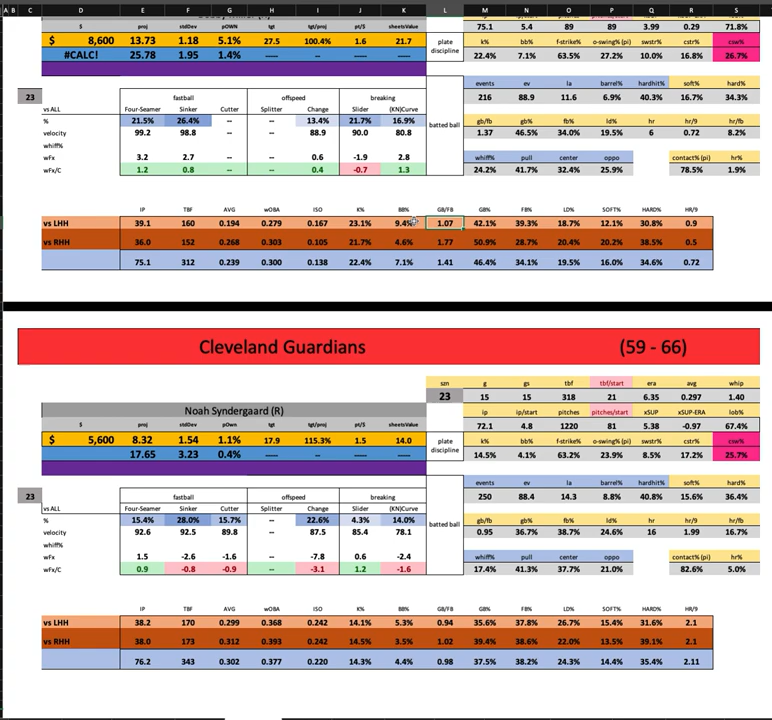 A B C D E F G H I J K L M N O P Q R S
$ proj stdDev pOWN tgt tgt/proj pt/$ sheetsValue
75.1 5.4 89 89 3.99 0.29 71.8%
$ 8,600 13.73 1.18 5.1% 27.5 100.4% 1.6 21.7 plate discipline k% bb% f-strike% o-swing% (pi) swstr% cstr% csw%
#CALC! 25.78 1.95 1.4% ---- ---- ---- ---- 22.4% 7.1% 63.5% 27.2% 10.0% 16.8% 26.7%
events ev la barrel% hardhit% soft% hard%
23 fastball offspeed breaking 216 88.9 11.6 6.9% 40.3% 16.7% 34.3%
vs ALL Four-Seamer Sinker Cutter Splitter Change Slider (KN)Curve
% 21.5% 26.4% -- -- 13.4% 21.7% 16.9% batted ball gb/fb gb% fb% ld% hr hr/9 hr/fb
velocity 99.2 98.8 -- -- 88.9 90.0 80.8 1.37 46.5% 34.0% 19.5% 6 0.72 8.2%
whiff%
wFx 3.2 2.7 -- -- 0.6 -1.9 2.8 whiff% pull center oppo contact% (pi) hr%
wFx/C 1.2 0.8 -- -- 0.4 -0.7 1.3 24.2% 41.7% 32.4% 25.9% 78.5% 1.9%
IP TBF AVG wOBA ISO K% BB% GB/FB GB% FB% LD% SOFT% HARD% HR/9
vs LHH 39.1 160 0.194 0.279 0.167 23.1% 9.4% 1.07 42.1% 39.3% 18.7% 12.1% 30.8% 0.9
vs RHH 36.0 152 0.268 0.303 0.105 21.7% 4.6% 1.77 50.9% 28.7% 20.4% 20.2% 38.5% 0.5
75.1 312 0.239 0.300 0.138 22.4% 7.1% 1.41 46.4% 34.1% 19.5% 16.0% 34.6% 0.72
Cleveland Guardians (59 - 66)
sm g gs tbf tbf/start era avg whip
23 15 15 318 21 6.35 0.297 1.40
Noah Syndergaard (R) ip ip/start pitches pitches/start xSUP xSUP-ERA lob%
$ proj stdDev pOwn tgt tgt/proj pt/$ sheetsValue 72.1 4.8 1220 81 5.38 -0.97 67.4%
$ 5,600 8.32 1.54 1.1% 17.9 115.3% 1.5 14.0 plate discipline k% bb% f-strike% o-swing% (pi) swstr% cstr% csw%
17.65 3.23 0.4% ---- ---- ---- ---- 14.5% 4.1% 63.2% 23.9% 8.5% 17.2% 25.7%
events ev la barrel% hardhit% soft% hard%
23 fastball offspeed breaking 250 88.4 14.3 8.8% 40.8% 15.6% 36.4%
vs ALL Four-Seamer Sinker Cutter Splitter Change Slider (KN)Curve
% 15.4% 28.0% 15.7% -- 22.6% 4.3% 14.0% batted ball gb/fb gb% fb% ld% hr hr/9 hr/fb
velocity 92.6 92.5 89.8 -- 87.5 85.4 78.1 0.95 36.7% 38.7% 24.6% 16 1.99 16.7%
whiff%
wFx 1.5 -2.6 -1.6 -- -7.8 0.6 -2.4 whiff% pull center oppo contact% (pi) hr%
wFx/C 0.9 -0.8 -0.9 -- -3.1 1.2 -1.6 17.4% 41.3% 37.7% 21.0% 82.6% 5.0%
IP TBF AVG wOBA ISO K% BB% GB/FB GB% FB% LD% SOFT% HARD% HR/9
vs LHH 38.2 170 0.299 0.368 0.242 14.1% 5.3% 0.94 35.6% 37.8% 26.7% 15.4% 31.6% 2.1
vs RHH 38.0 173 0.312 0.393 0.242 14.5% 3.5% 1.02 39.4% 38.6% 22.0% 13.5% 39.1% 2.1
76.2 343 0.302 0.377 0.220 14.3% 4.4% 0.98 37.5% 38.2% 24.3% 14.4% 35.4% 2.11